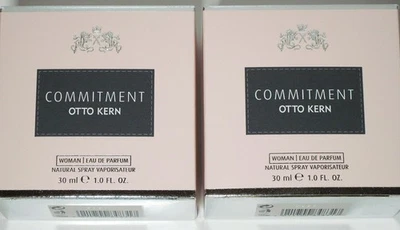 COMMITMENT
OTTO KERN
WOMAN | EAU DE PARFUM
NATURAL SPRAY VAPORISATEUR
30 ml ℮ 1.0 FL. OZ.
COMMITMENT
OTTO KERN
WOMAN | EAU DE PARFUM
NATURAL SPRAY VAPORISATEUR
30 ml ℮ 1.0 FL. OZ.